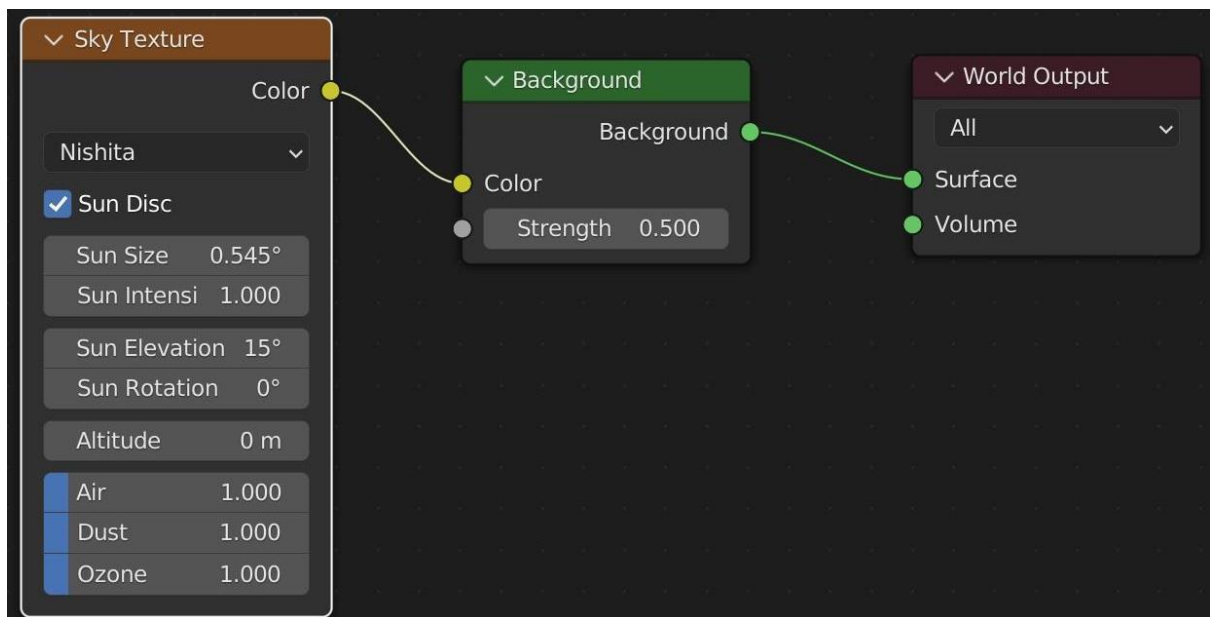 Sky Texture
Color
Nishita
Sun Disc
Sun Size 0.545°
Sun Intensi 1.000
Sun Elevation 15°
Sun Rotation 0°
Altitude 0 m
Air 1.000
Dust 1.000
Ozone 1.000
Background
Background
Color
Strength 0.500
World Output
All
Surface
Volume